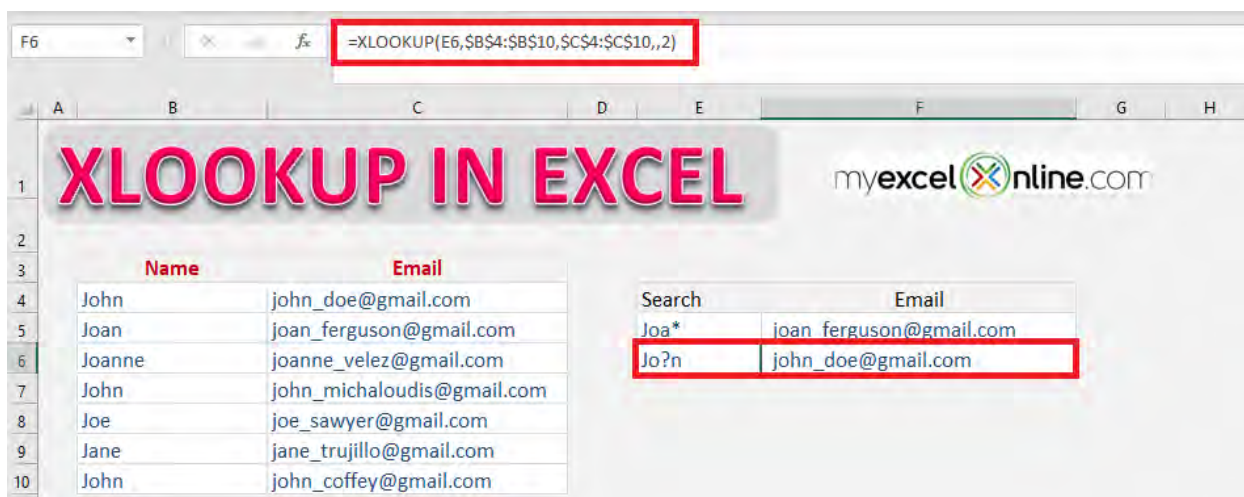 F6 fx =XLOOKUP(E6,$B$4:$B$10,$C$4:$C$10,,2)
A B C D E F G H
1 XLOOKUP IN EXCEL myexcelonline.com
2
3 Name Email
4 John john_doe@gmail.com Search Email
5 Joan joan_ferguson@gmail.com Joa* joan_ferguson@gmail.com
6 Joanne joanne_velez@gmail.com Jo?n john_doe@gmail.com
7 John john_michaloudis@gmail.com
8 Joe joe_sawyer@gmail.com
9 Jane jane_trujillo@gmail.com
10 John john_coffey@gmail.com